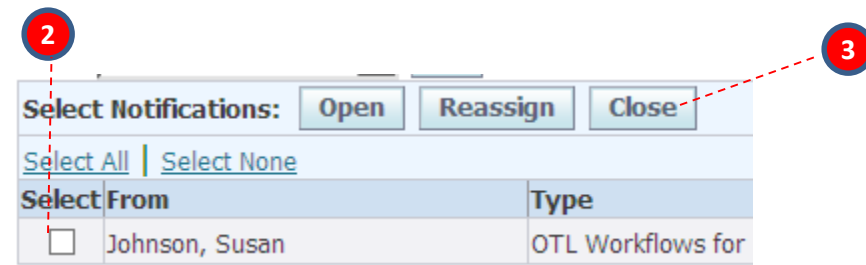 2
3
Select Notifications: Open Reassign Close
Select All | Select None
Select From Type
Johnson, Susan OTL Workflows for